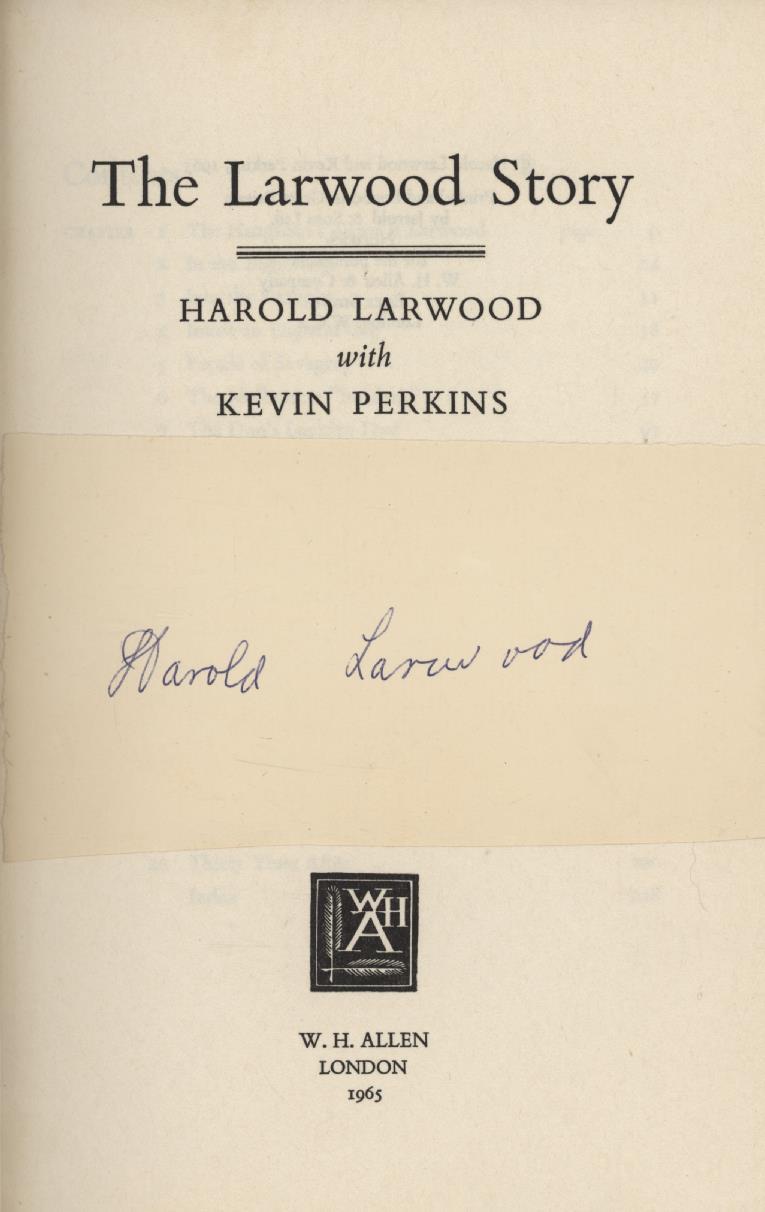 The Larwood Story
HAROLD LARWOOD
with
KEVIN PERKINS
Harold Larwood
WHA
W. H. ALLEN
LONDON
1965